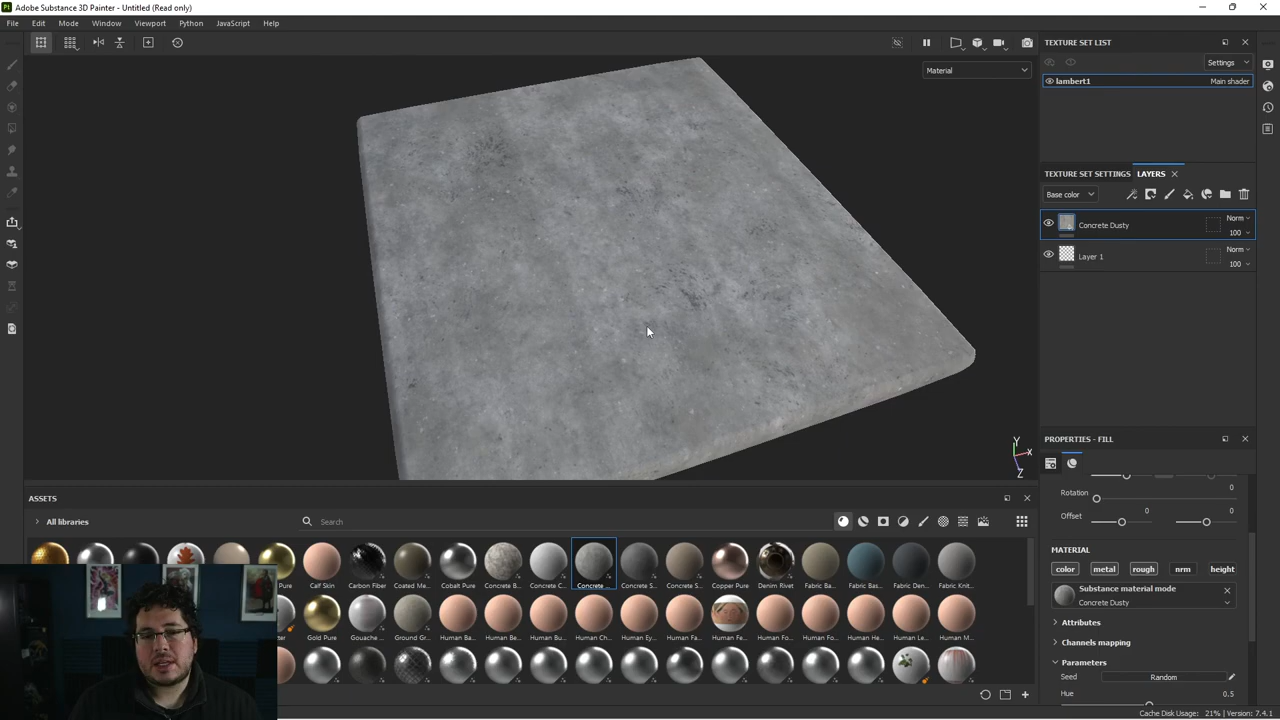 Adobe Substance 3D Painter - Untitled (Read only)
File Edit Mode Window Viewport Python JavaScript Help
Material
TEXTURE SET LIST
Settings
lambert1 Main shader
TEXTURE SET SETTINGS LAYERS
Base color
Concrete Dusty Norm 100
Layer 1 Norm 100
Y
X
Z
PROPERTIES - FILL
0
Rotation
0 0
Offset
MATERIAL
color metal rough nrm height
Substance material mode
Concrete Dusty
Attributes
Channels mapping
Parameters
Seed Random
Hue 0.5
ASSETS
All libraries Search
Pure Calf Skin Carbon Fiber Coated Me... Cobalt Pure Concrete B... Concrete C... Concrete ... Concrete S... Concrete S... Copper Pure Denim Rivet Fabric Ba... Fabric Bas... Fabric Den... Fabric Knit...
Gold Pure Gouache ... Ground Gr... Human Ba... Human Be... Human Bu... Human Ch... Human Ey... Human Fa... Human Fe... Human Fo... Human He... Human Le... Human M...
Cache Disk Usage: 21% | Version: 7.4.1